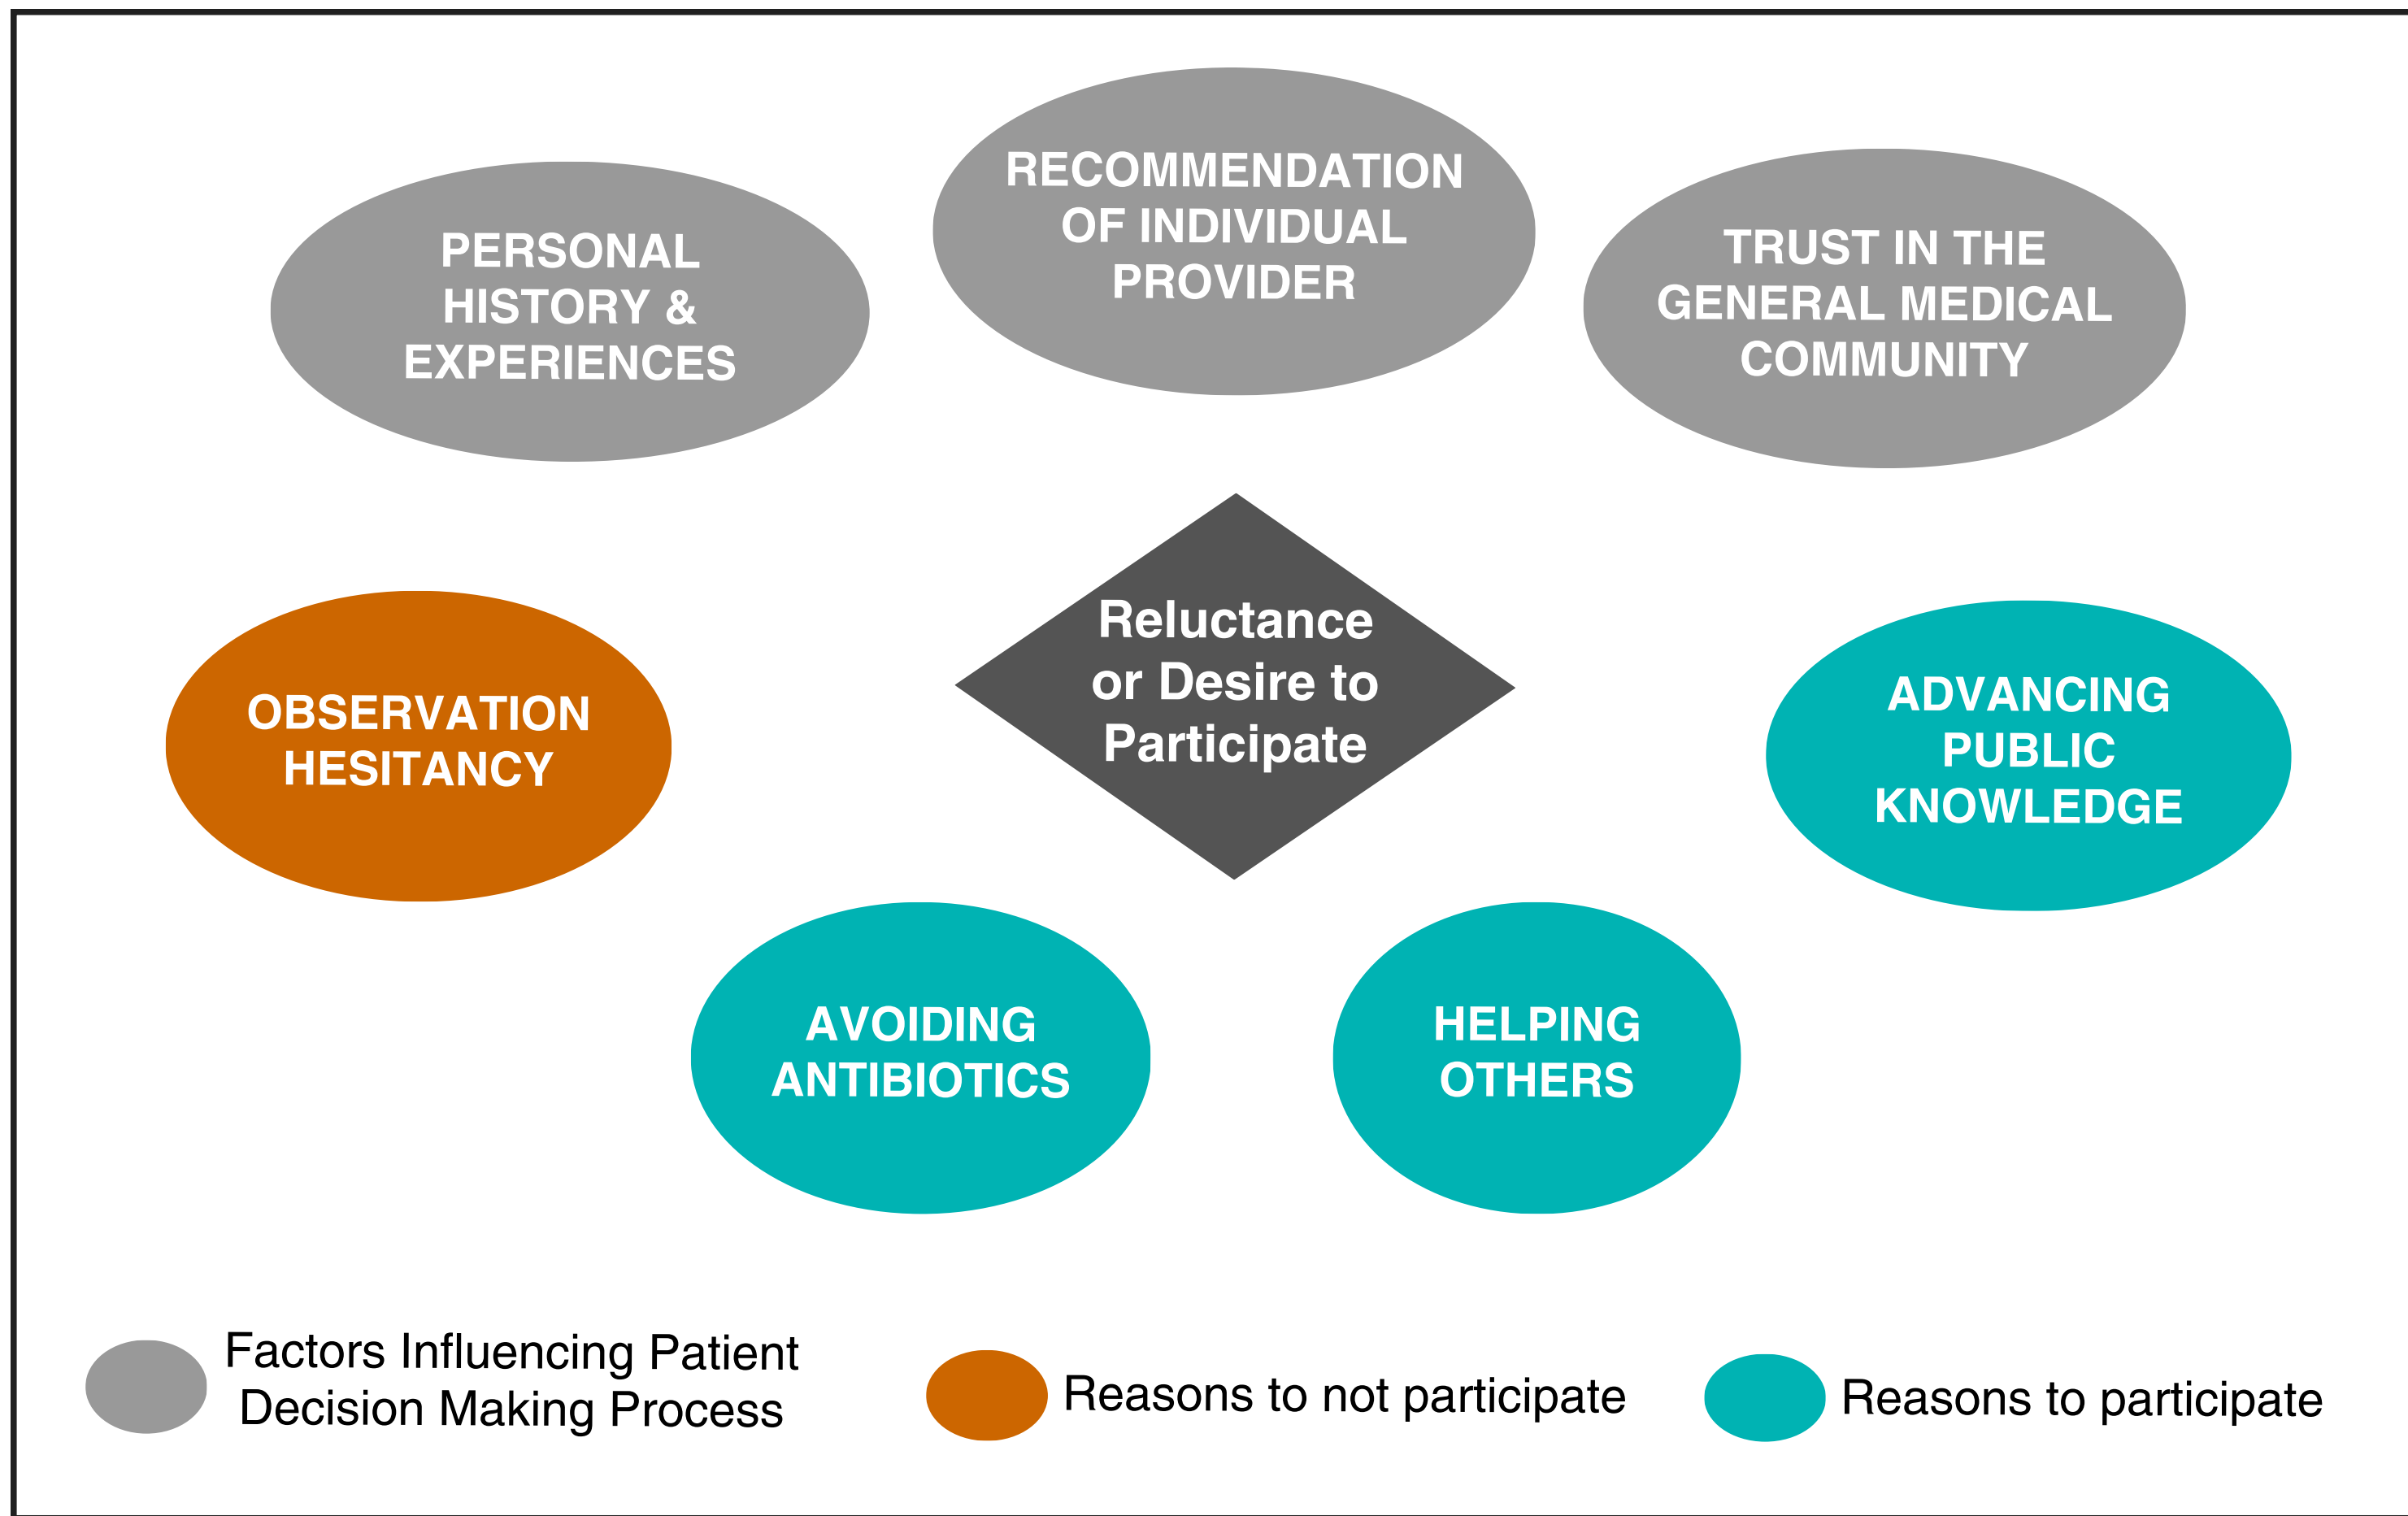 PERSONAL
HISTORY &
EXPERIENCES
RECOMMENDATION
OF INDIVIDUAL
PROVIDER
TRUST IN THE
GENERAL MEDICAL
COMMUNITY
Reluctance
or Desire to
Participate
OBSERVATION
HESITANCY
ADVANCING
PUBLIC
KNOWLEDGE
AVOIDING
ANTIBIOTICS
HELPING
OTHERS
Factors Influencing Patient
Decision Making Process
Reasons to not participate
Reasons to participate